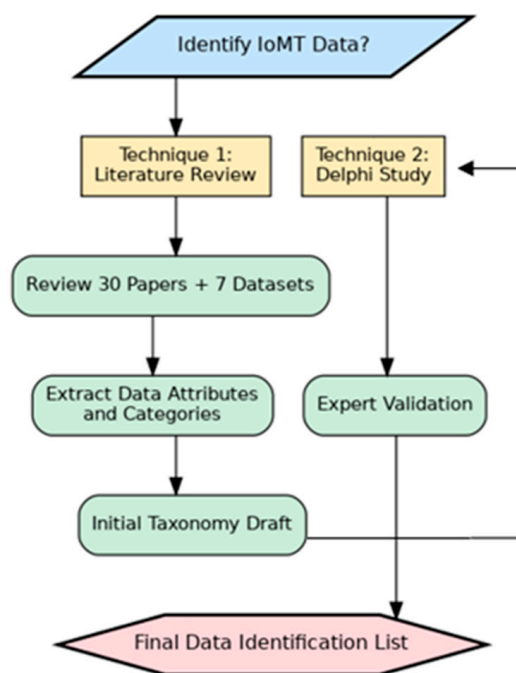 Identify IoMT Data?
Technique 1:
Literature Review
Technique 2:
Delphi Study
Review 30 Papers + 7 Datasets
Extract Data Attributes
and Categories
Expert Validation
Initial Taxonomy Draft
Final Data Identification List